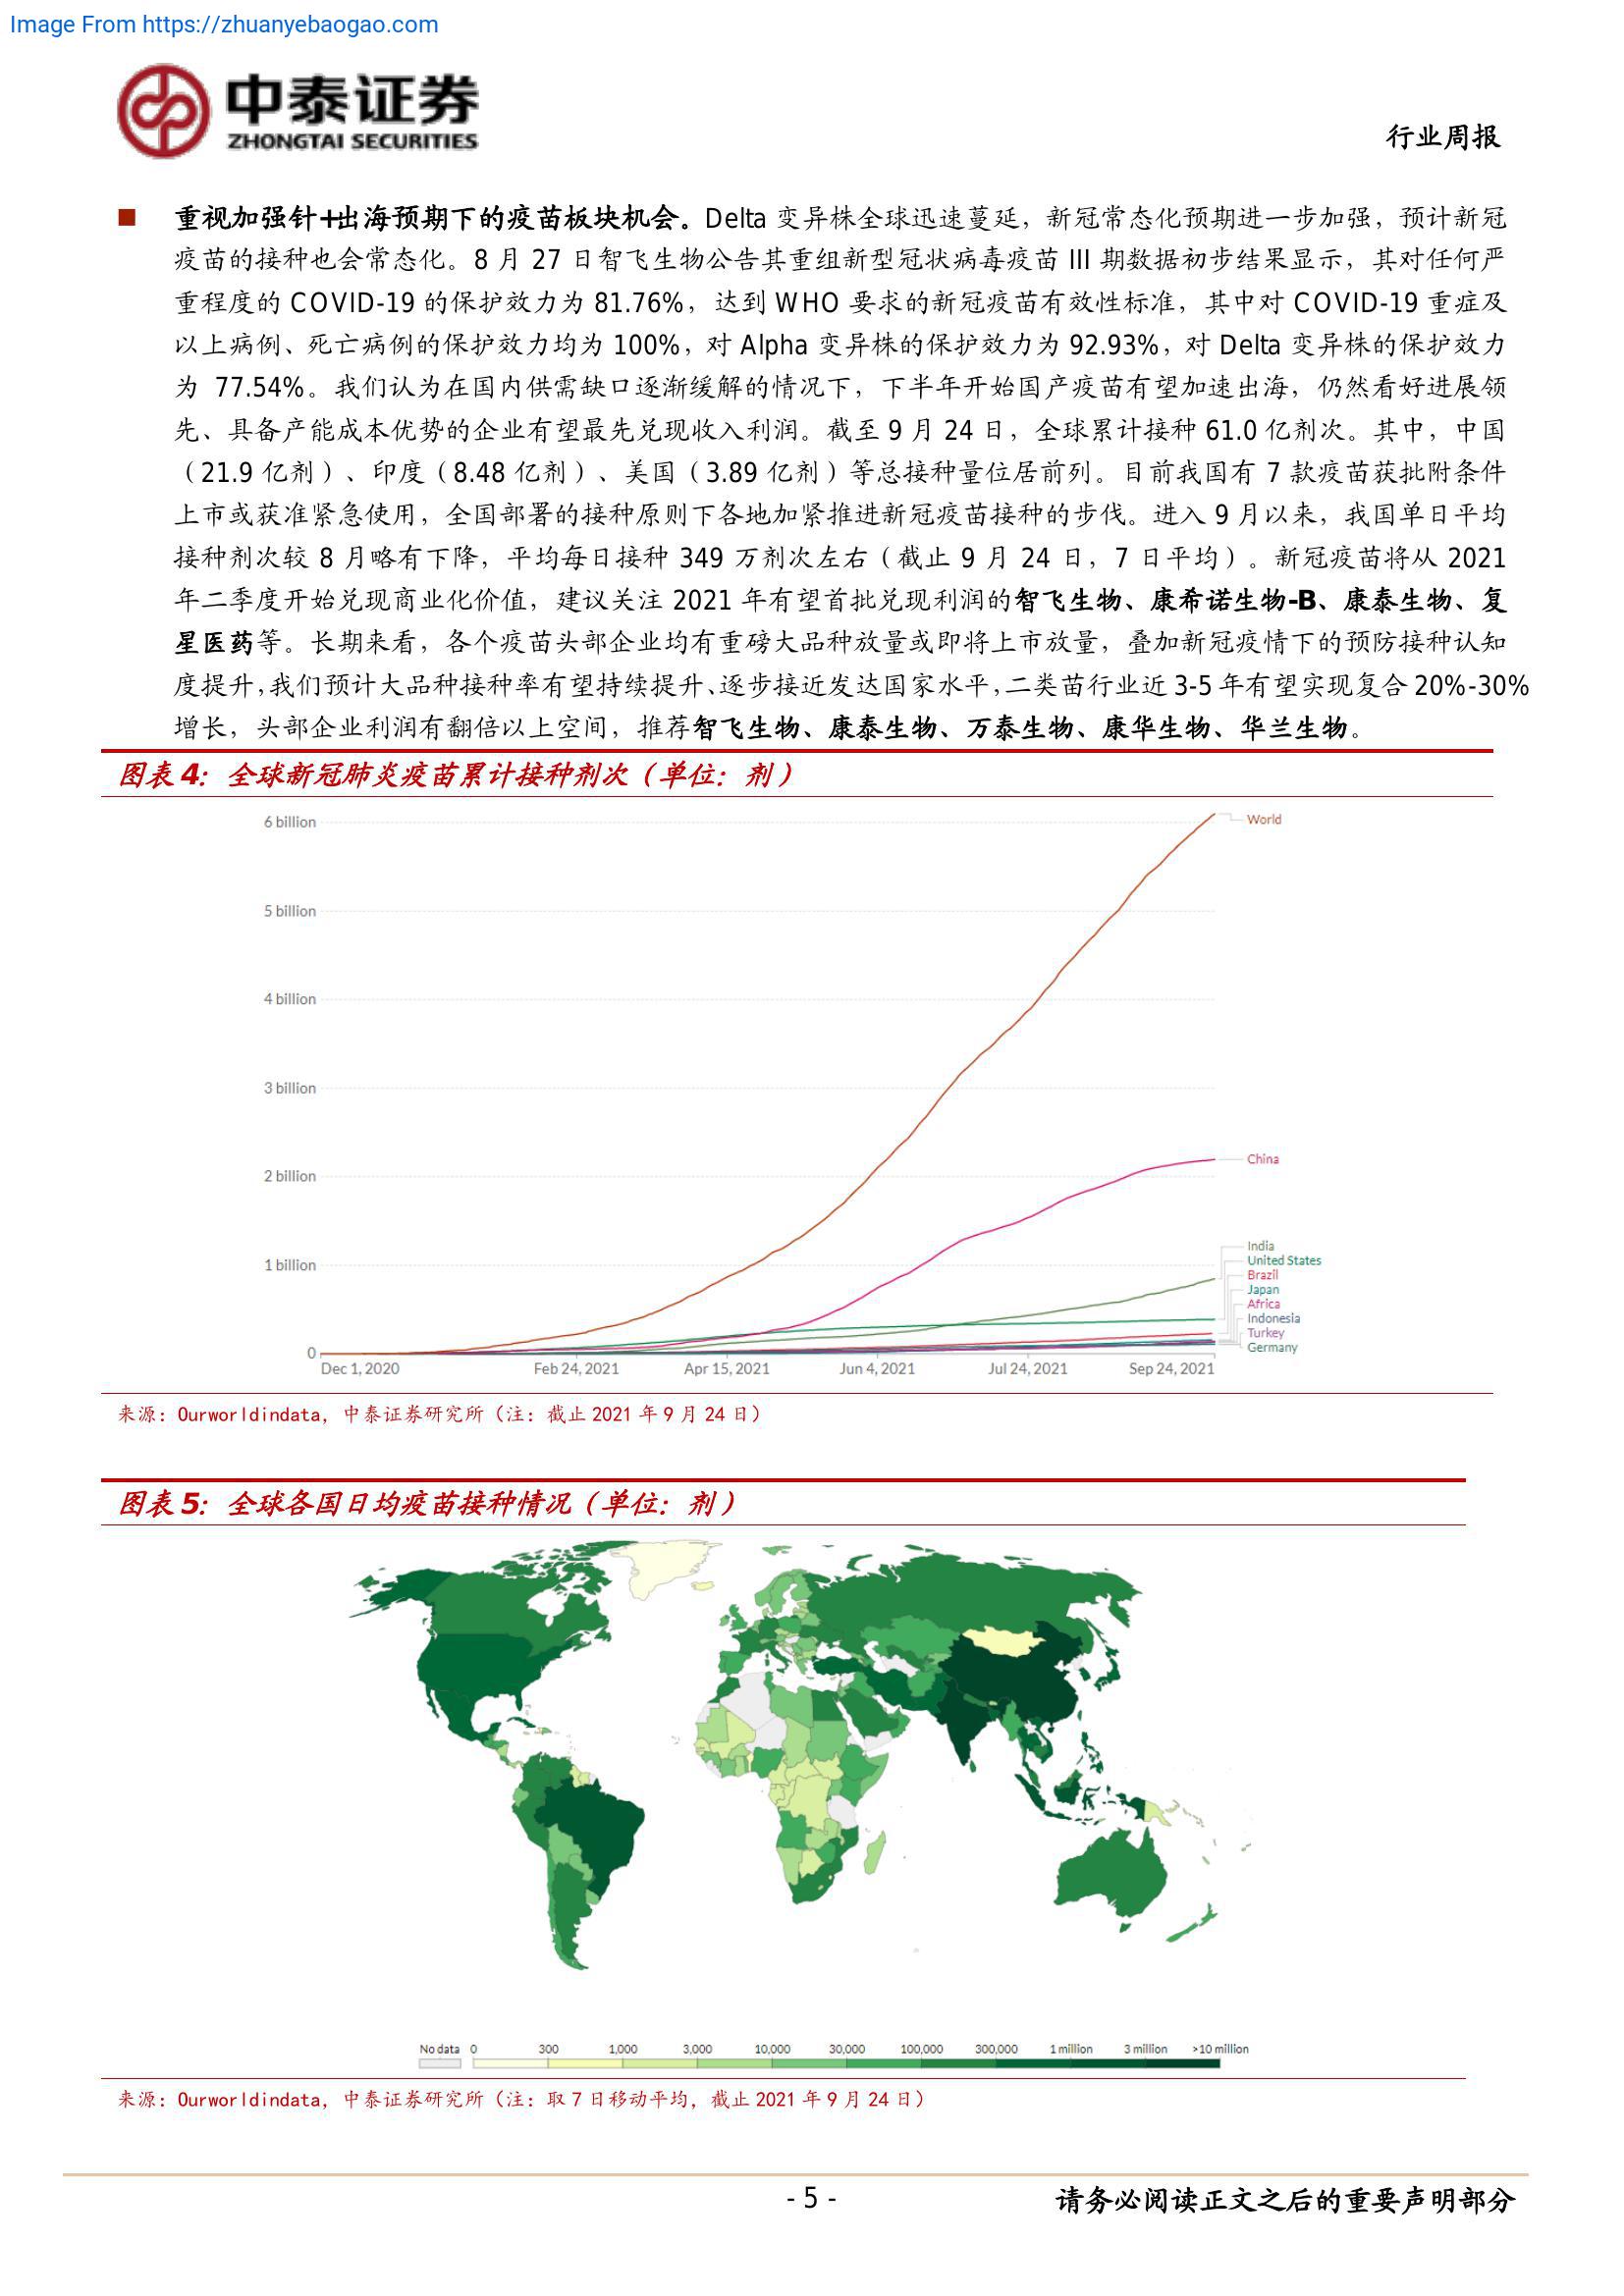 Image From https://zhuanyebaogao.com
中泰证券
ZHONGTAI SECURITIES
行业周报
■ 重视加强针+出海预期下的疫苗板块机会。Delta 变异株全球迅速蔓延，新冠常态化预期进一步加强，预计新冠
疫苗的接种也会常态化。8 月 27 日智飞生物公告其重组新型冠状病毒疫苗 III 期数据初步结果显示，其对任何严
重程度的 COVID-19 的保护效力为 81.76%，达到 WHO 要求的新冠疫苗有效性标准，其中对 COVID-19 重症及
以上病例、死亡病例的保护效力均为 100%，对 Alpha 变异株的保护效力为 92.93%，对 Delta 变异株的保护效力
为 77.54%。我们认为在国内供需缺口逐渐缓解的情况下，下半年开始国产疫苗有望加速出海，仍然看好进展领
先、具备产能成本优势的企业有望最先兑现收入利润。截至 9 月 24 日，全球累计接种 61.0 亿剂次。其中，中国
（21.9 亿剂）、印度（8.48 亿剂）、美国（3.89 亿剂）等总接种量位居前列。目前我国有 7 款疫苗获批附条件
上市或获准紧急使用，全国部署的接种原则下各地加紧推进新冠疫苗接种的步伐。进入 9 月以来，我国单日平均
接种剂次较 8 月略有下降，平均每日接种 349 万剂次左右（截止 9 月 24 日，7 日平均）。新冠疫苗将从 2021
年二季度开始兑现商业化价值，建议关注 2021 年有望首批兑现利润的智飞生物、康希诺生物-B、康泰生物、复
星医药等。长期来看，各个疫苗头部企业均有重磅大品种放量或即将上市放量，叠加新冠疫情下的预防接种认知
度提升，我们预计大品种接种率有望持续提升、逐步接近发达国家水平，二类苗行业近 3-5 年有望实现复合 20%-30%
增长，头部企业利润有翻倍以上空间，推荐智飞生物、康泰生物、万泰生物、康华生物、华兰生物。
图表 4：全球新冠肺炎疫苗累计接种剂次（单位：剂）
6 billion
World
5 billion
4 billion
3 billion
2 billion
China
1 billion
India
United States
Brazil
Japan
Africa
Indonesia
Turkey
Germany
0
Dec 1, 2020 Feb 24, 2021 Apr 15, 2021 Jun 4, 2021 Jul 24, 2021 Sep 24, 2021
来源：Ourworldindata，中泰证券研究所（注：截止 2021 年 9 月 24 日）
图表 5：全球各国日均疫苗接种情况（单位：剂）
No data 0 300 1,000 3,000 10,000 30,000 100,000 300,000 1 million 3 million >10 million
来源：Ourworldindata，中泰证券研究所（注：取 7 日移动平均，截止 2021 年 9 月 24 日）
- 5 -
请务必阅读正文之后的重要声明部分